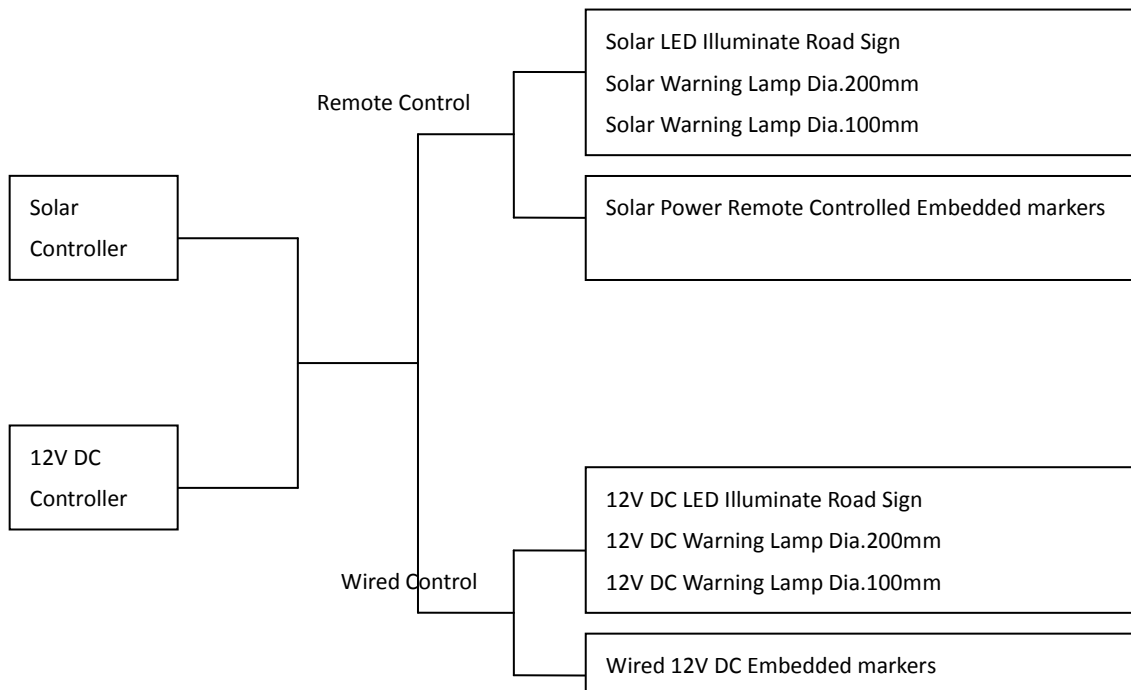 Solar LED Illuminate Road Sign
Solar Warning Lamp Dia.200mm
Solar Warning Lamp Dia.100mm
Remote Control
Solar Power Remote Controlled Embedded markers
Solar
Controller
12V DC
Controller
12V DC LED Illuminate Road Sign
12V DC Warning Lamp Dia.200mm
12V DC Warning Lamp Dia.100mm
Wired Control
Wired 12V DC Embedded markers